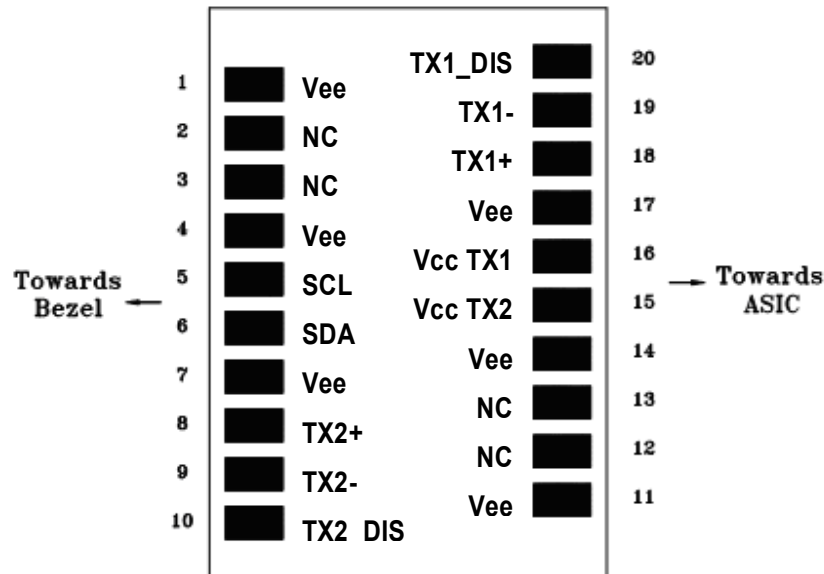 1 Vee
2 NC
3 NC
4 Vee
5 SCL
6 SDA
7 Vee
8 TX2+
9 TX2-
10 TX2 DIS
Towards
Bezel
TX1_DIS 20
TX1- 19
TX1+ 18
Vee 17
Vcc TX1 16
Vcc TX2 15
Vee 14
NC 13
NC 12
Vee 11
Towards
ASIC